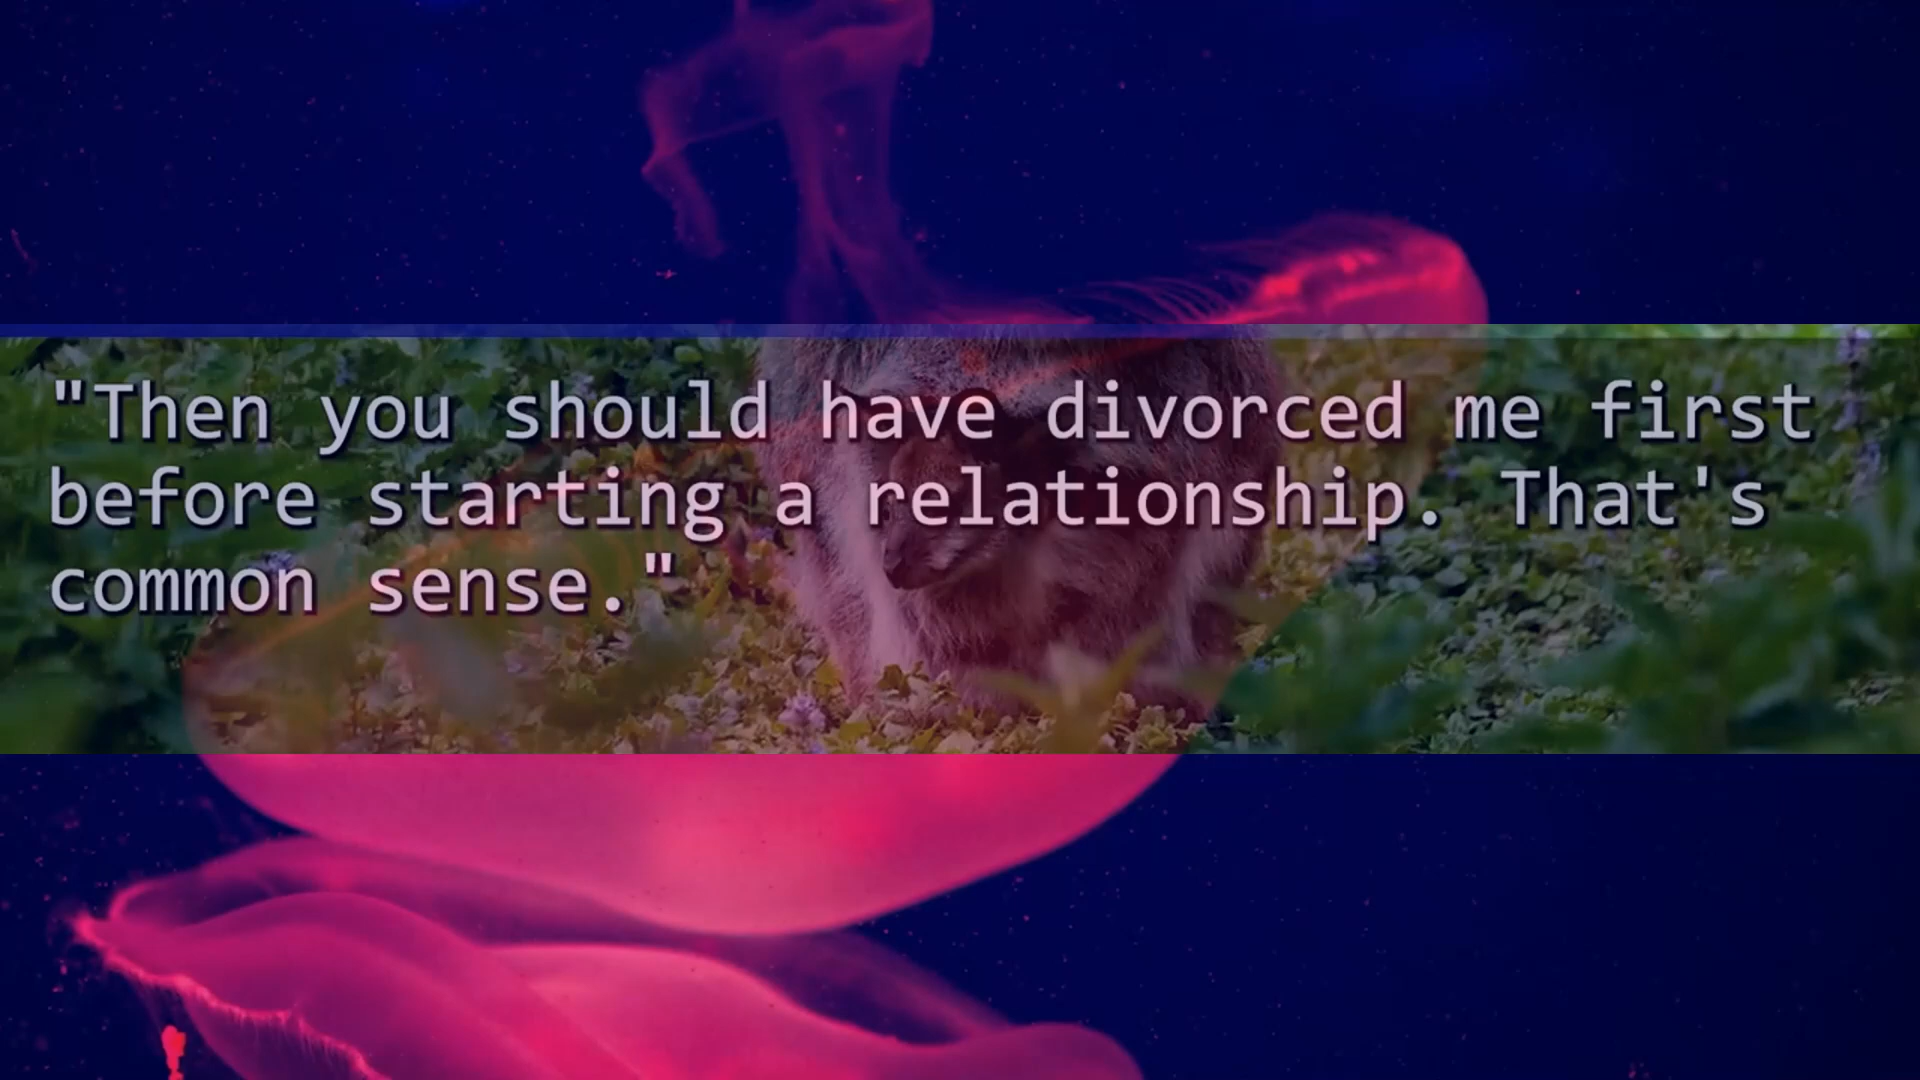 "Then you should have divorced me first
before starting a relationship. That's
common sense."